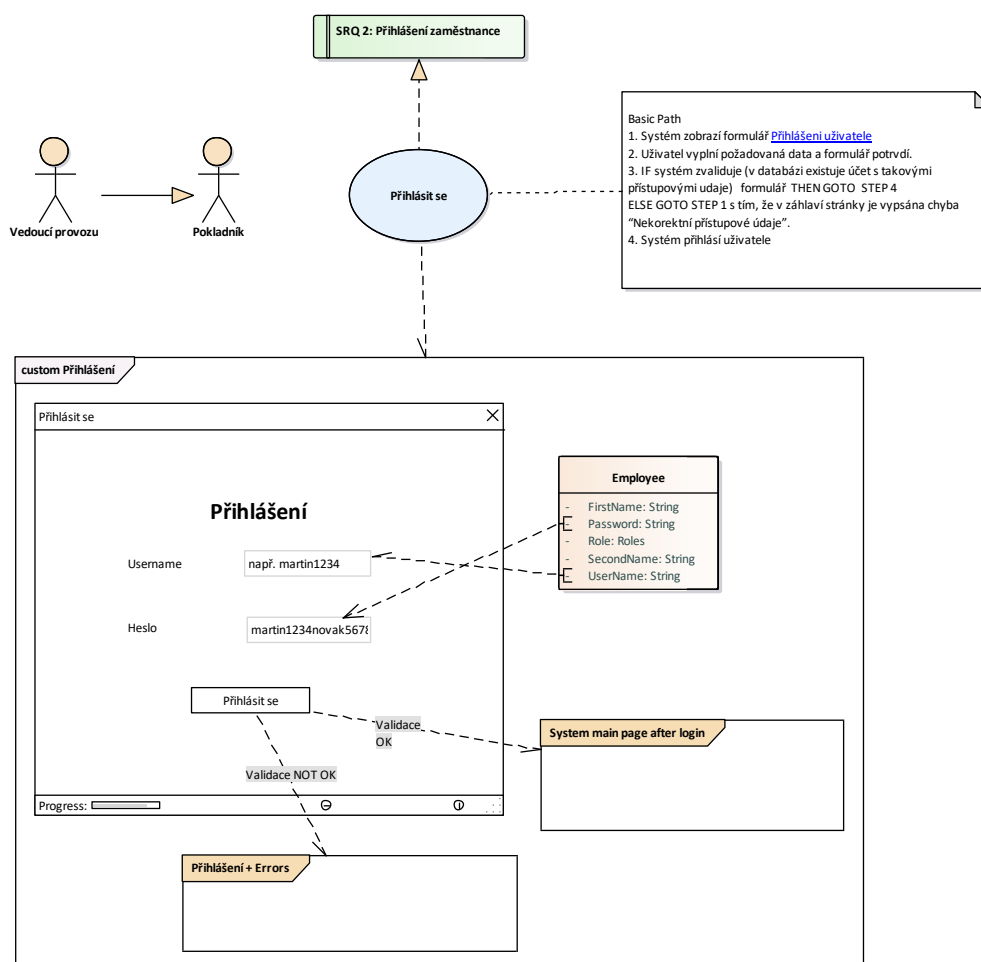 SRQ 2: Přihlášení zaměstnance
Basic Path
1. Systém zobrazí formulář Přihlášeni uživatele
2. Uživatel vyplní požadovaná data a formulář potrvdí.
3. IF systém zvaliduje (v databázi existuje účet s takovými
přístupovými udaje) formulář THEN GOTO STEP 4
ELSE GOTO STEP 1 s tím, že v záhlaví stránky je vypsána chyba
“Nekorektní přístupové údaje”.
4. Systém přihlásí uživatele
Přihlásit se
Vedoucí provozu
Pokladník
custom Přihlášení
Přihlásit se
Přihlášení
Username
např. martin1234
Heslo
martin1234novak5678
Přihlásit se
Employee
- FirstName: String
- Password: String
- Role: Roles
- SecondName: String
- UserName: String
Validace
OK
Validace NOT OK
System main page after login
Progress:
Přihlášení + Errors